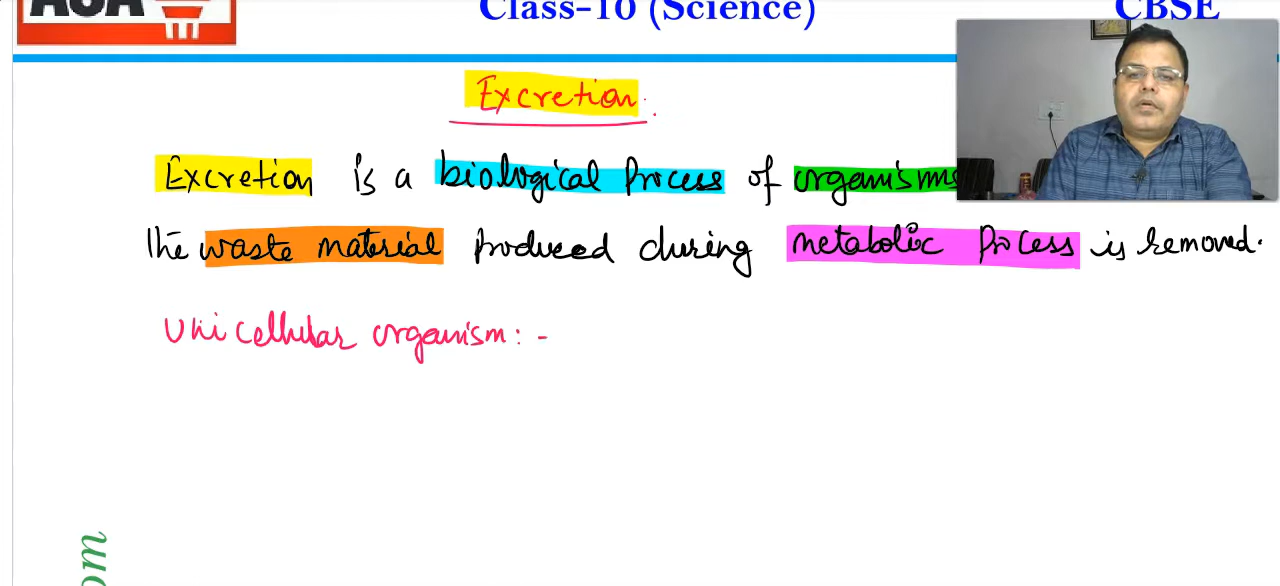 Class-10 (Science)
CBSE
Excretion.
Excretion is a biological Process of organisms
The waste material produced during metabolic Process is removed.
Unicellular organism:-
om